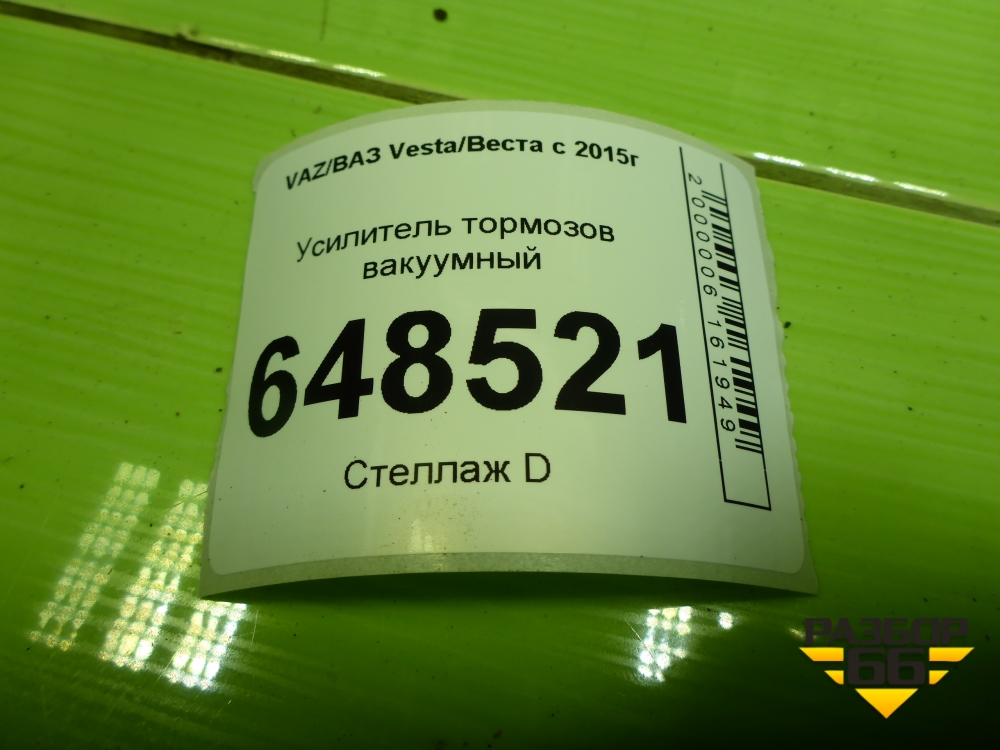 VAZ/ВАЗ Vesta/Веста с 2015г
Усилитель тормозов
вакуумный
648521
Стеллаж D
2000006161949
РАЗБОР
66